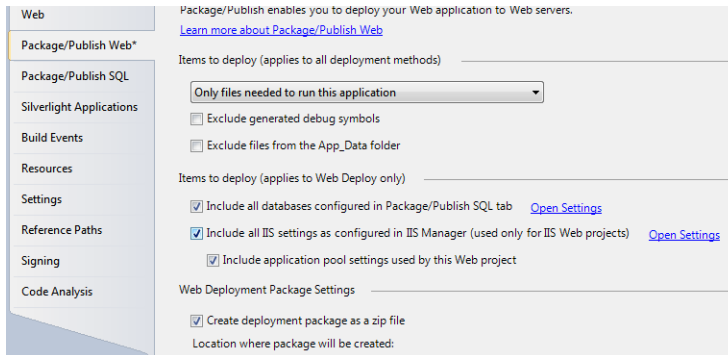 Web
Package/Publish Web*
Package/Publish SQL
Silverlight Applications
Build Events
Resources
Settings
Reference Paths
Signing
Code Analysis
Package/Publish enables you to deploy your Web application to Web servers.
Learn more about Package/Publish Web
Items to deploy (applies to all deployment methods)
Only files needed to run this application
Exclude generated debug symbols
Exclude files from the App_Data folder
Items to deploy (applies to Web Deploy only)
Include all databases configured in Package/Publish SQL tab Open Settings
Include all IIS settings as configured in IIS Manager (used only for IIS Web projects) Open Settings
Include application pool settings used by this Web project
Web Deployment Package Settings
Create deployment package as a zip file
Location where package will be created: